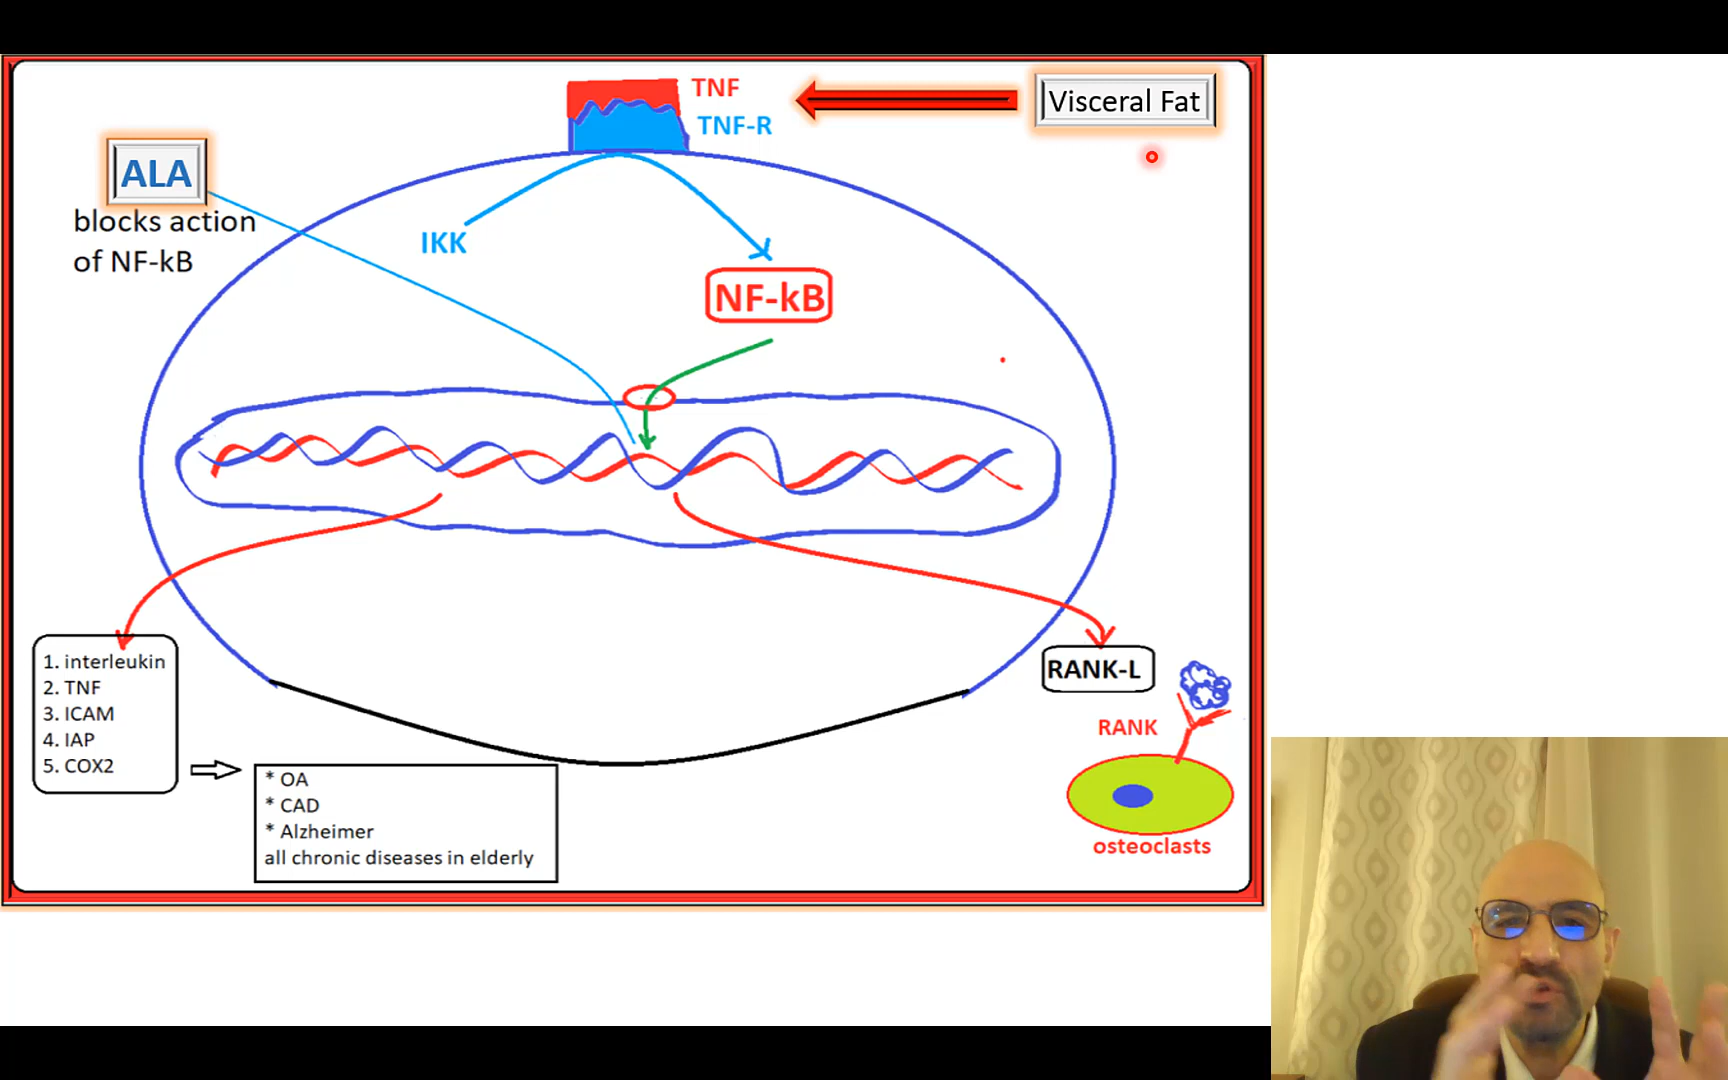 TNF
TNF-R
Visceral Fat
ALA
blocks action
of NF-kB
IKK
NF-kB
1. interleukin
2. TNF
3. ICAM
4. IAP
5. COX2
* OA
* CAD
* Alzheimer
all chronic diseases in elderly
RANK-L
RANK
osteoclasts